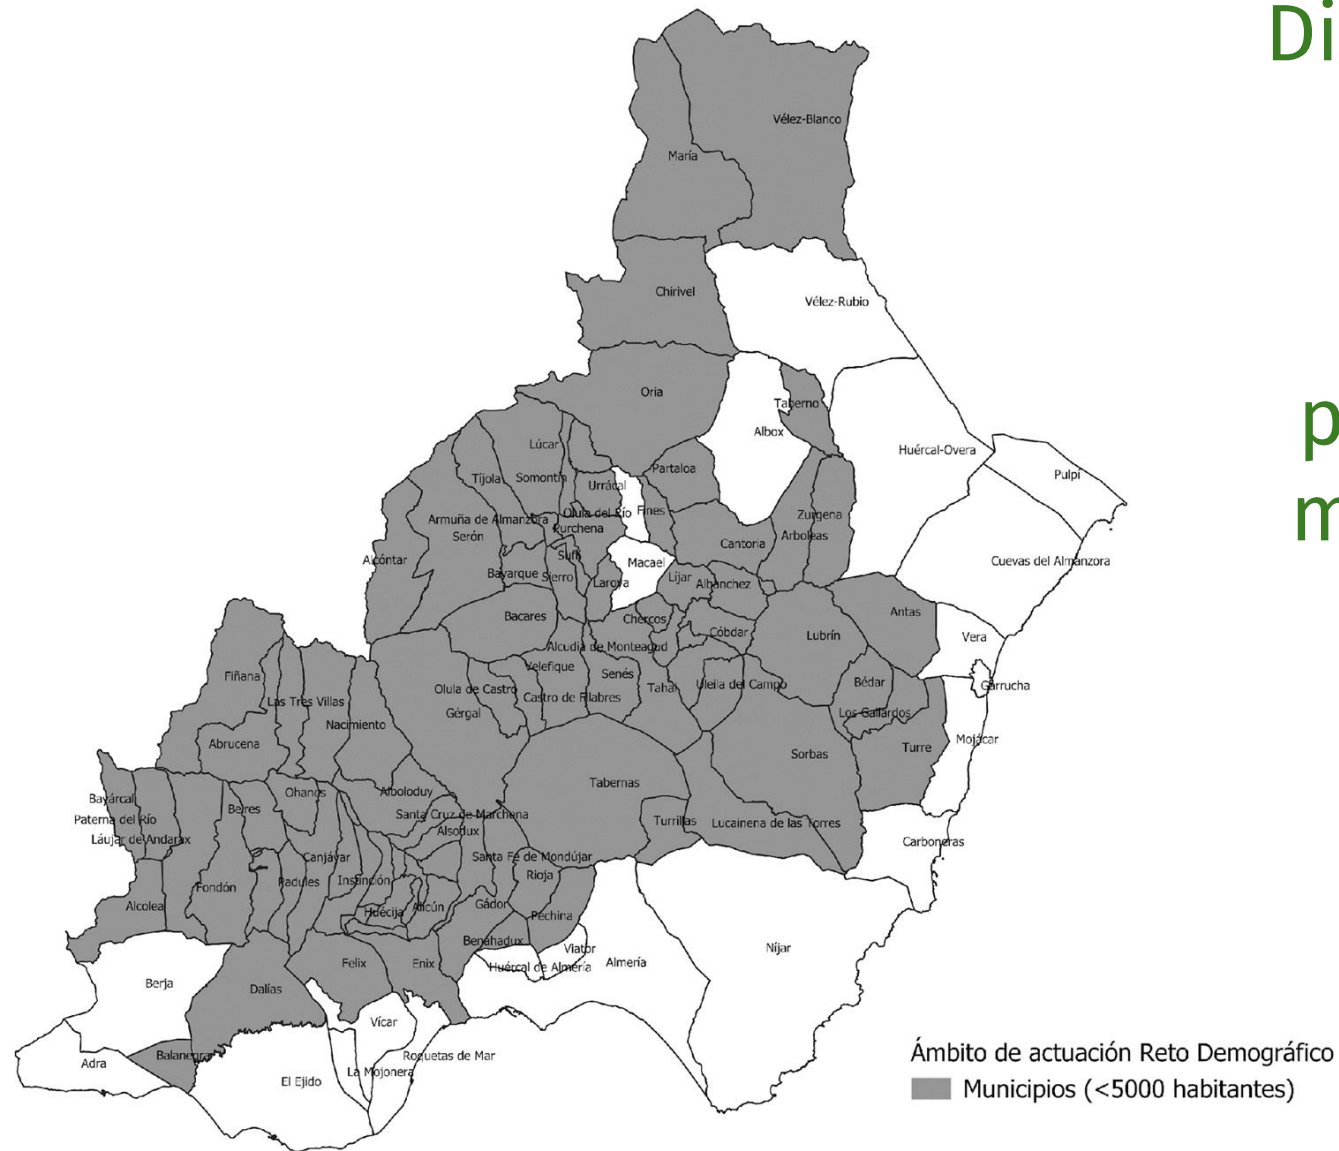 Di
Vélez-Blanco
María
Chirivel
Vélez-Rubio
Oria
Taberno
p
Albox
Lúcar
Huércal-Overa
Partaloa
Pulpí
Tíjola
Somontín
Urrácal
m
Olula del Río
Fines
Zurgena
Armuña de Almanzora
Purchena
Serón
Cantoria
Arboleas
Alcóntar
Suflí
Macael
Cuevas del Almanzora
Bayarque
Sierro
Laroya
Líjar
Albánchez
Bacares
Chercos
Antas
Cóbdar
Lubrín
Vera
Alcudia de Monteagud
Velefique
Fiñana
Senés
Bédar
Olula de Castro
Castro de Filabres
Tahal
Uleila del Campo
Garrucha
Las Tres Villas
Gérgal
Los Gallardos
Nacimiento
Abrucena
Turre
Mojácar
Sorbas
Tabernas
Alboloduy
Ohanes
Bayárcal
Beires
Santa Cruz de Marchena
Paterna del Río
Turrillas
Lucainena de las Torres
Alsodux
Láujar de Andarax
Carboneras
Canjáyar
Santa Fé de Mondújar
Rioja
Padules
Instinción
Fondón
Alcolea
Huécija
Alicún
Gádor
Pechina
Benahadux
Viator
Níjar
Felix
Enix
Huércal de Almería
Almería
Berja
Dalías
Vícar
Balanegra
Roquetas de Mar
Adra
La Mojonera
El Ejido
Ámbito de actuación Reto Demográfico
Municipios (<5000 habitantes)